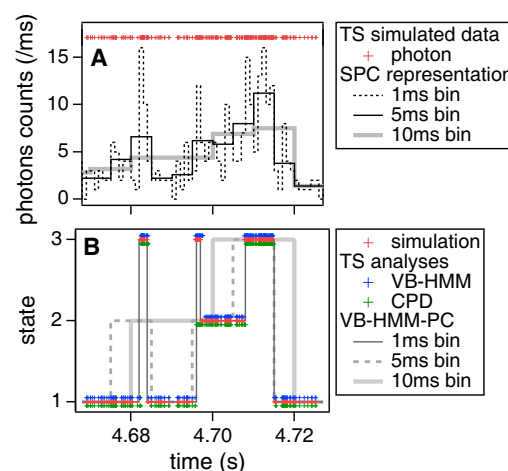 A
photons counts (/ms)
15
10
5
0
TS simulated data
photon
SPC representation
1ms bin
5ms bin
10ms bin
B
state
3
2
1
4.68
4.70
4.72
time (s)
simulation
TS analyses
VB-HMM
CPD
VB-HMM-PC
1ms bin
5ms bin
10ms bin